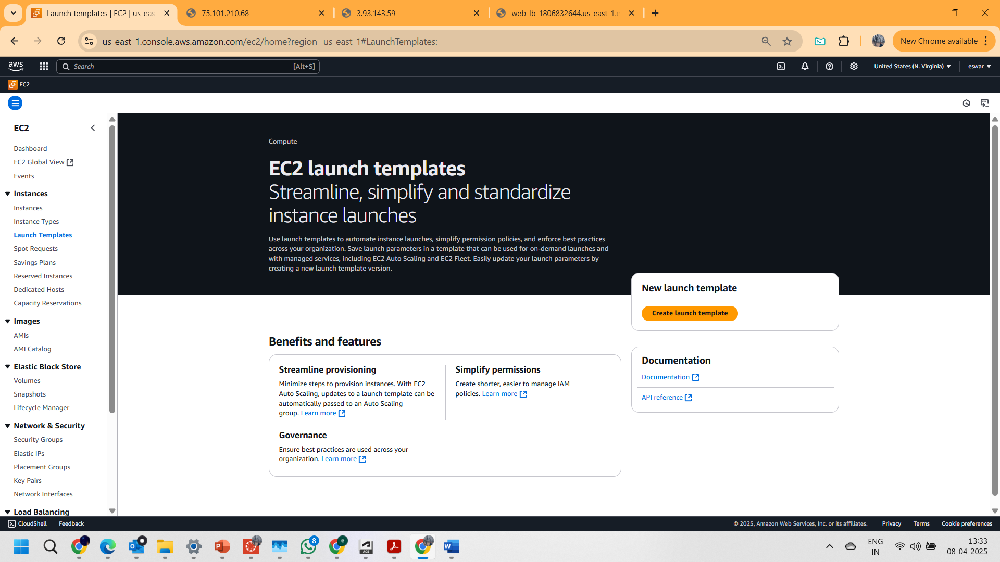 Launch templates | EC2 | us-eas
75.101.210.68
3.93.143.59
web-lb-1806832644.us-east-1.e
us-east-1.console.aws.amazon.com/ec2/home?region=us-east-1#LaunchTemplates:
New Chrome available
aws
Search
[Alt+S]
United States (N. Virginia)
eswar
EC2
EC2
Dashboard
EC2 Global View
Events
Instances
Instances
Instance Types
Launch Templates
Spot Requests
Savings Plans
Reserved Instances
Dedicated Hosts
Capacity Reservations
Images
AMIs
AMI Catalog
Elastic Block Store
Volumes
Snapshots
Lifecycle Manager
Network & Security
Security Groups
Elastic IPs
Placement Groups
Key Pairs
Network Interfaces
Load Balancing
Compute
EC2 launch templates
Streamline, simplify and standardize
instance launches
Use launch templates to automate instance launches, simplify permission policies, and enforce best practices
across your organization. Save launch parameters in a template that can be used for on-demand launches and
with managed services, including EC2 Auto Scaling and EC2 Fleet. Easily update your launch parameters by
creating a new launch template version.
New launch template
Create launch template
Benefits and features
Streamline provisioning
Minimize steps to provision instances. With EC2
Auto Scaling, updates to a launch template can be
automatically passed to an Auto Scaling
group. Learn more
Simplify permissions
Create shorter, easier to manage IAM
policies. Learn more
Governance
Ensure best practices are used across your
organization. Learn more
Documentation
Documentation
API reference
CloudShell
Feedback
© 2025, Amazon Web Services, Inc. or its affiliates.
Privacy
Terms
Cookie preferences
8
e
ACS
ENG
IN
13:33
08-04-2025